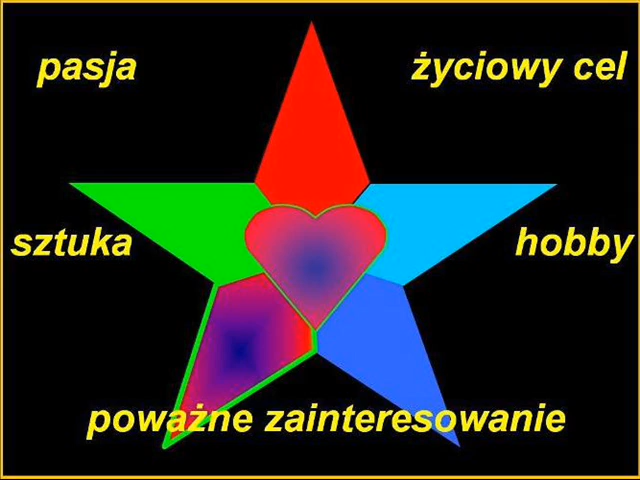 pasja
życiowy cel
sztuka
hobby
poważne zainteresowanie